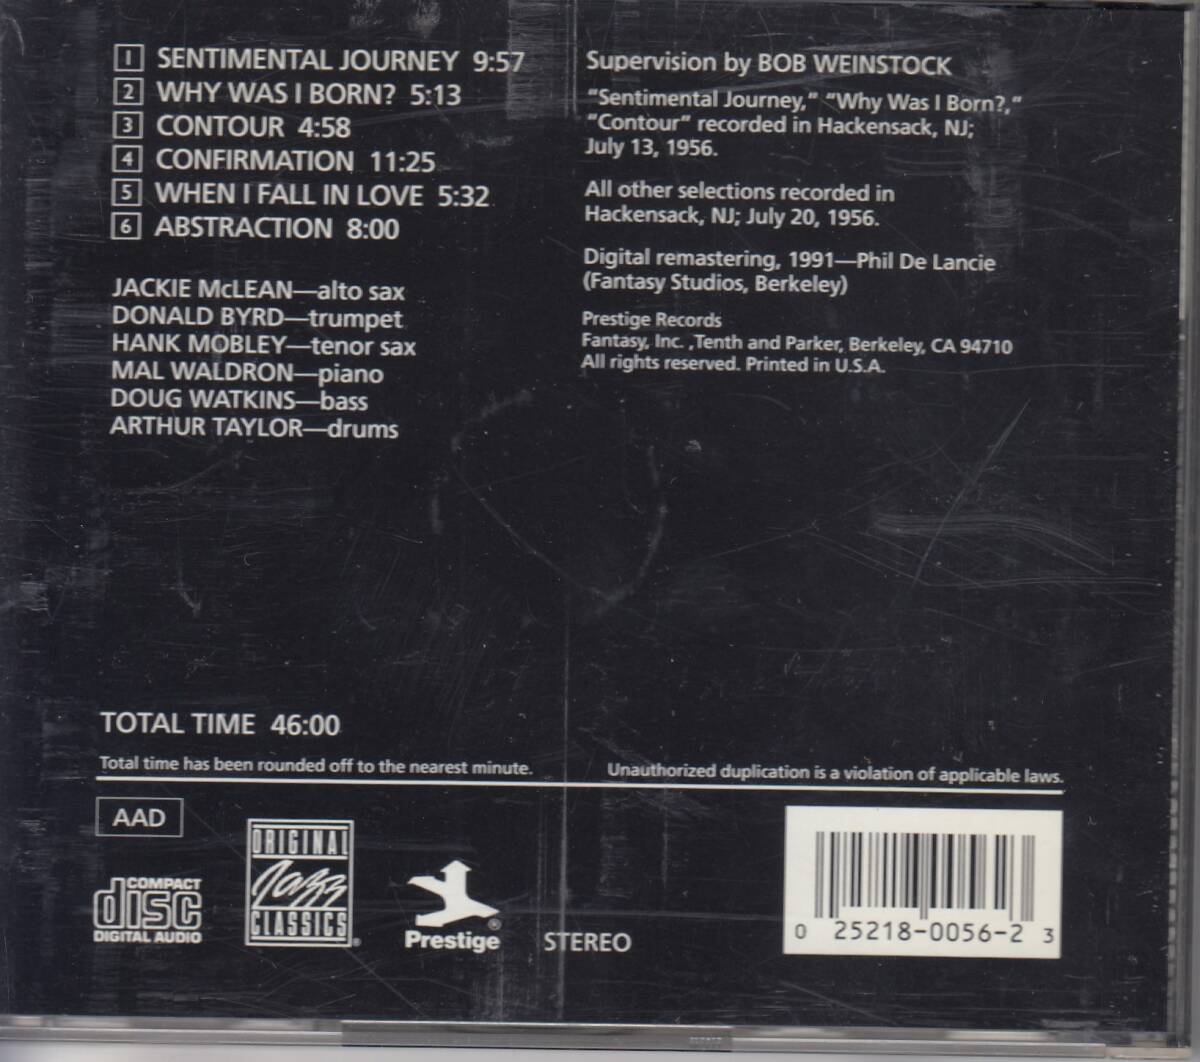 1 SENTIMENTAL JOURNEY 9:57
2 WHY WAS I BORN? 5:13
3 CONTOUR 4:58
4 CONFIRMATION 11:25
5 WHEN I FALL IN LOVE 5:32
6 ABSTRACTION 8:00
JACKIE McLEAN—alto sax
DONALD BYRD—trumpet
HANK MOBLEY—tenor sax
MAL WALDRON—piano
DOUG WATKINS—bass
ARTHUR TAYLOR—drums
Supervision by BOB WEINSTOCK
“Sentimental Journey,” “Why Was I Born?,”
“Contour” recorded in Hackensack, NJ;
July 13, 1956.
All other selections recorded in
Hackensack, NJ; July 20, 1956.
Digital remastering, 1991—Phil De Lancie
(Fantasy Studios, Berkeley)
Prestige Records
Fantasy, Inc. ,Tenth and Parker, Berkeley, CA 94710
All rights reserved. Printed in U.S.A.
TOTAL TIME 46:00
Total time has been rounded off to the nearest minute.
Unauthorized duplication is a violation of applicable laws.
AAD
COMPACT
disc
DIGITAL AUDIO
ORIGINAL
Jazz
CLASSICS®
Prestige®
STEREO
0 25218-0056-2 3